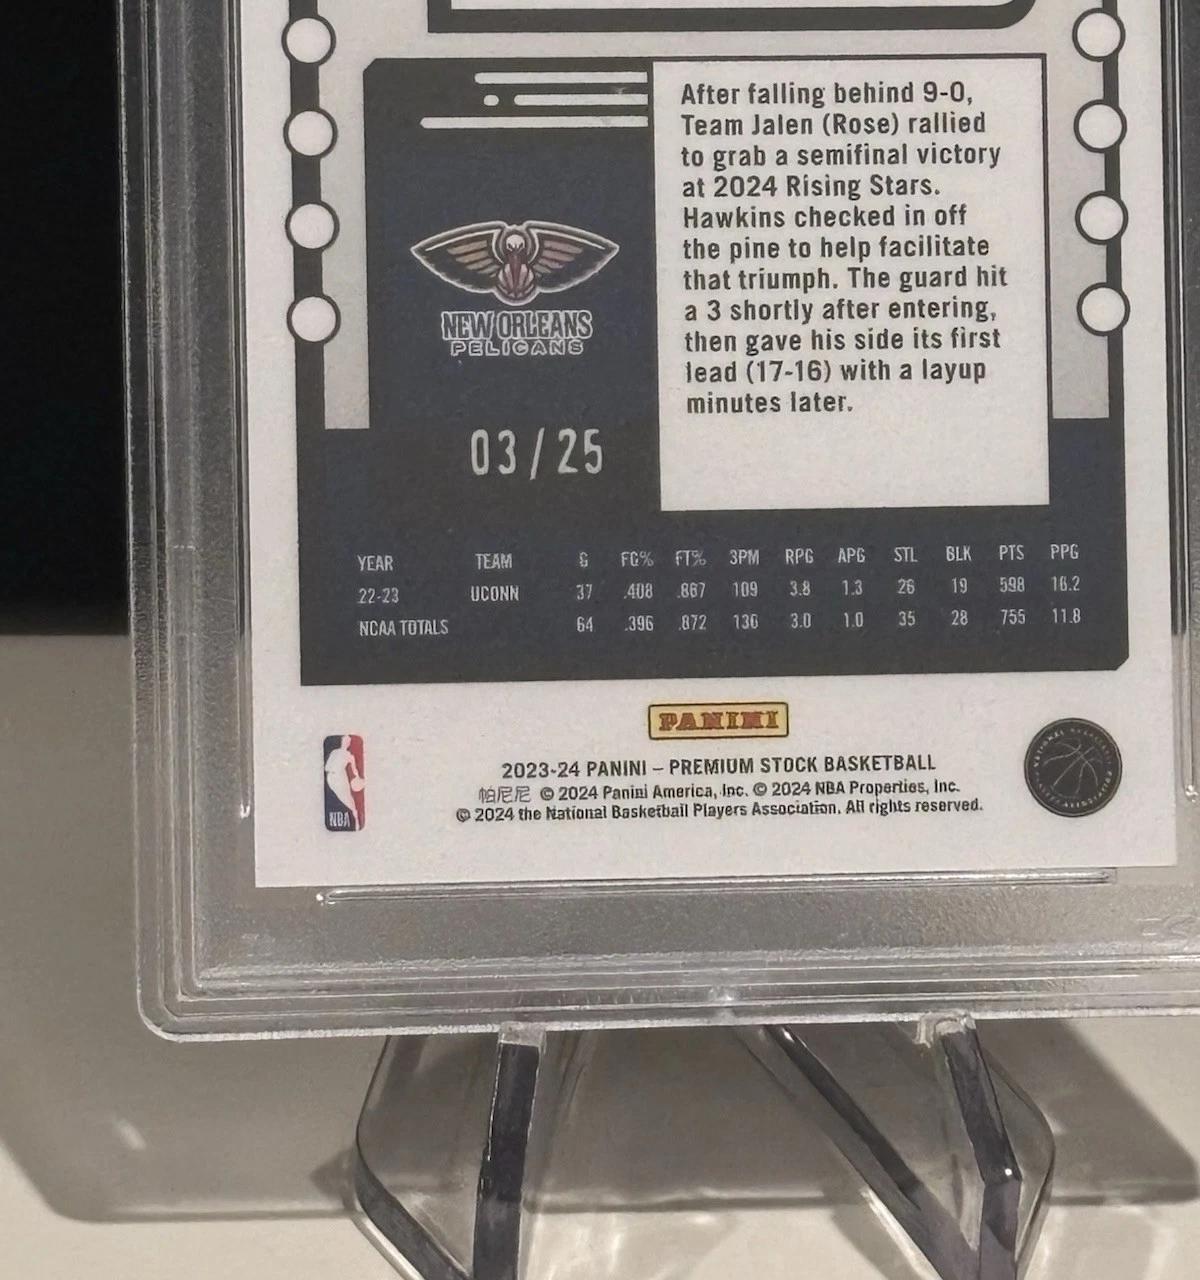 After falling behind 9-0,
Team Jalen (Rose) rallied
to grab a semifinal victory
at 2024 Rising Stars.
Hawkins checked in off
the pine to help facilitate
that triumph. The guard hit
a 3 shortly after entering,
then gave his side its first
lead (17-16) with a layup
minutes later.
NEW ORLEANS
PELICANS
03/25
YEAR TEAM G FG% FT% 3PM RPG APG STL BLK PTS PPG
22-23 UCONN 37 .408 .887 109 3.8 1.3 26 19 598 16.2
NCAA TOTALS 64 .396 .872 136 3.0 1.0 35 28 755 11.8
PANINI
NBA
2023-24 PANINI – PREMIUM STOCK BASKETBALL
帕尼尼 © 2024 Panini America, Inc. © 2024 NBA Properties, Inc.
© 2024 the National Basketball Players Association. All rights reserved.